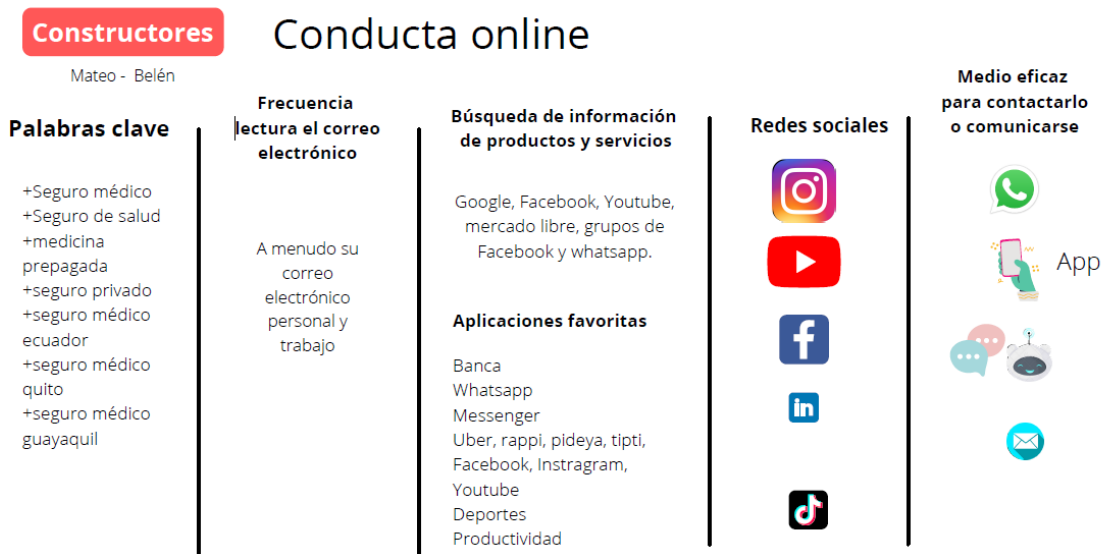 Constructores
Conducta online
Mateo - Belén
Palabras clave
+Seguro médico
+Seguro de salud
+medicina
prepagada
+seguro privado
+seguro médico
ecuador
+seguro médico
quito
+seguro médico
guayaquil
Frecuencia
lectura el correo
electrónico
A menudo su
correo
electrónico
personal y
trabajo
Búsqueda de información
de productos y servicios
Google, Facebook, Youtube,
mercado libre, grupos de
Facebook y whatsapp.
Aplicaciones favoritas
Banca
Whatsapp
Messenger
Uber, rappi, pideya, tipti,
Facebook, Instragram,
Youtube
Deportes
Productividad
Redes sociales
f
in
Medio eficaz
para contactarlo
o comunicarse
App